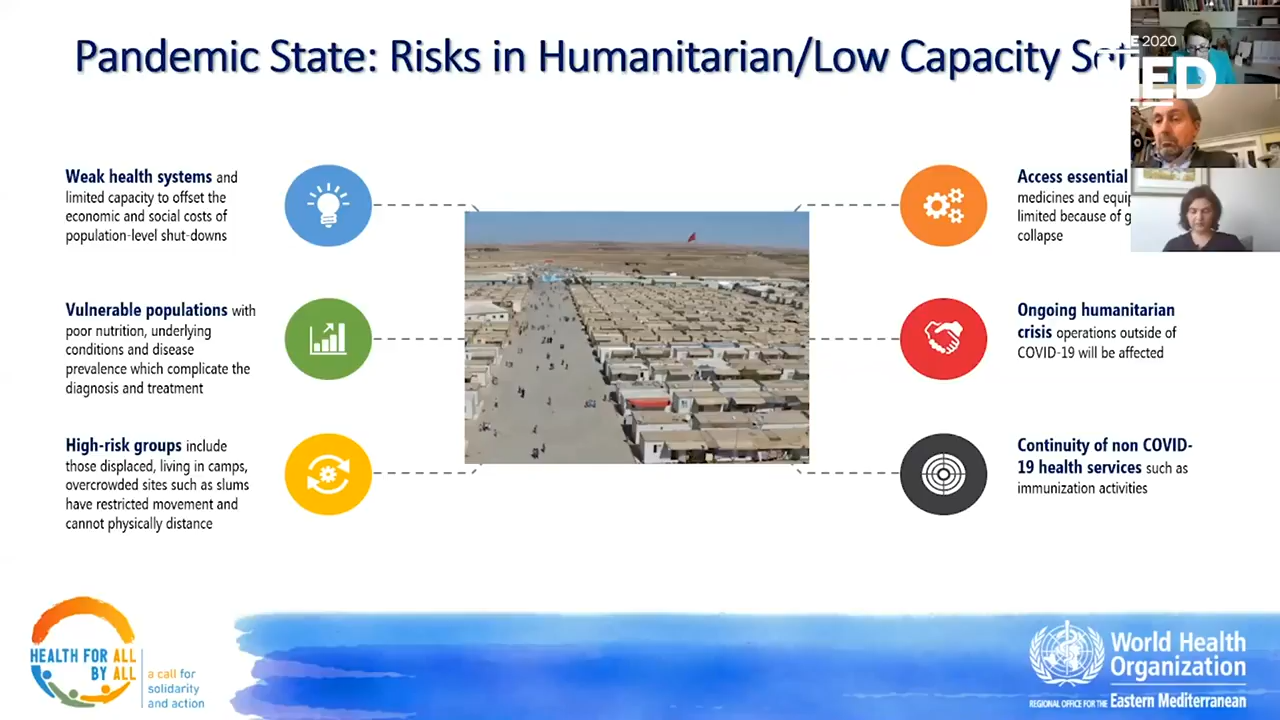 Pandemic State: Risks in Humanitarian/Low Capacity
E 2020
ED
Weak health systems and
limited capacity to offset the
economic and social costs of
population-level shut-downs
Vulnerable populations with
poor nutrition, underlying
conditions and disease
prevalence which complicate the
diagnosis and treatment
High-risk groups include
those displaced, living in camps,
overcrowded sites such as slums
have restricted movement and
cannot physically distance
Access essential
medicines and
limited because of
collapse
Ongoing humanitarian
crisis operations outside of
COVID-19 will be affected
Continuity of non COVID-
19 health services such as
immunization activities
HEALTH FOR ALL
BY ALL
a call for
solidarity
and action
World Health
Organization
REGIONAL OFFICE FOR THE Eastern Mediterranean